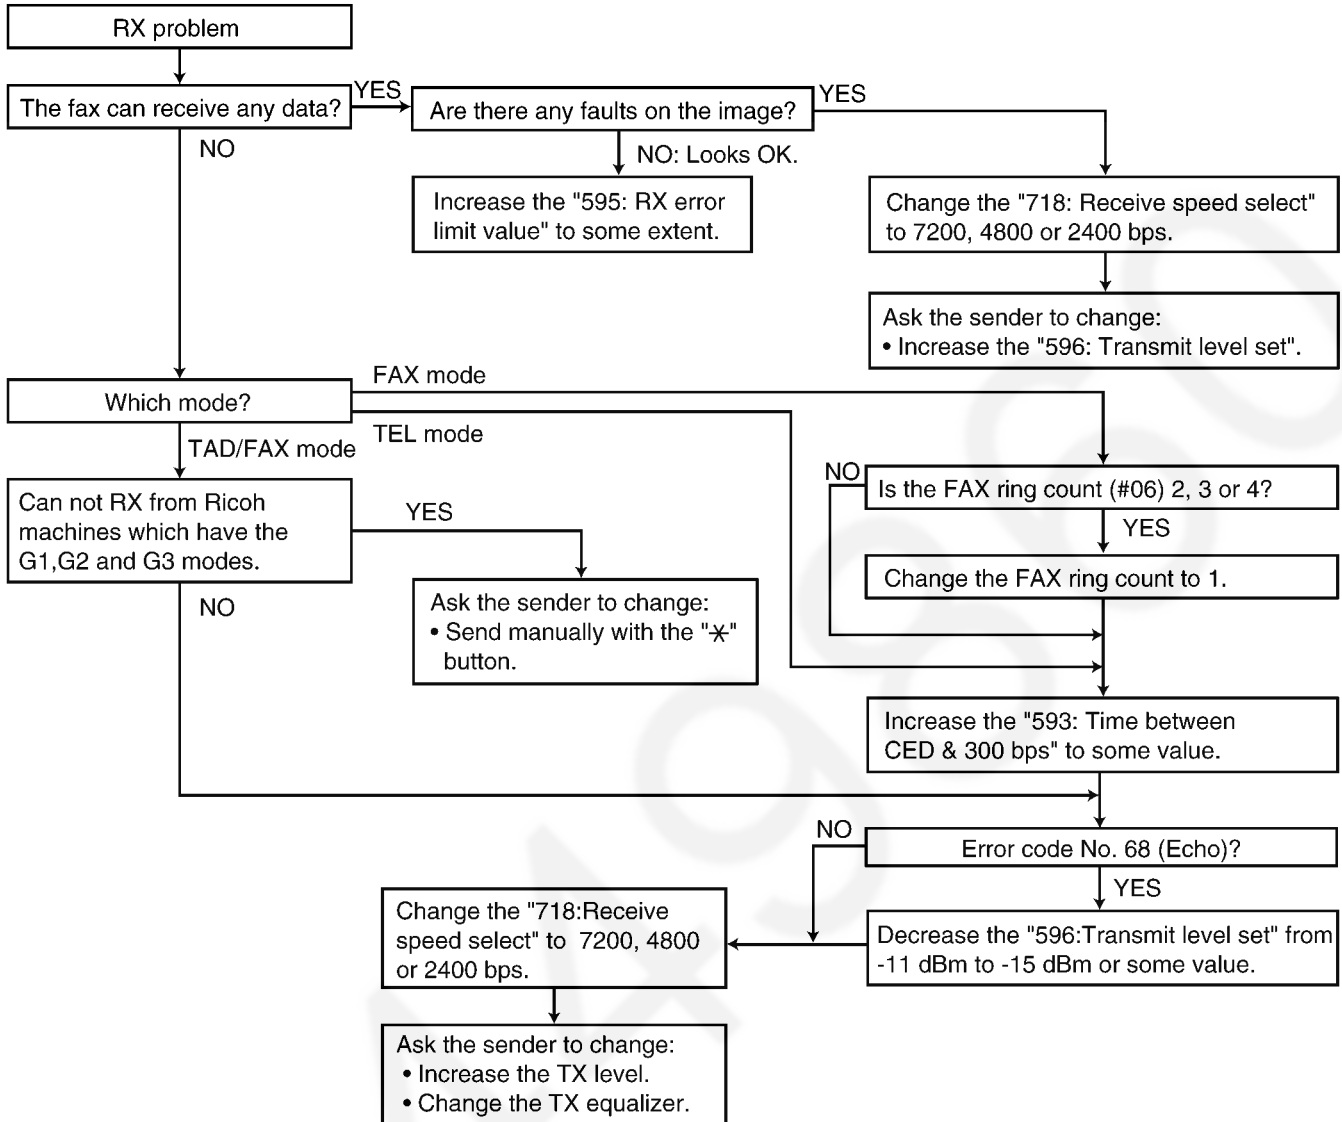 RX problem
The fax can receive any data?
YES
Are there any faults on the image?
YES
NO
NO: Looks OK.
Increase the "595: RX error
limit value" to some extent.
Change the "718: Receive speed select"
to 7200, 4800 or 2400 bps.
Ask the sender to change:
• Increase the "596: Transmit level set".
Which mode?
FAX mode
TEL mode
TAD/FAX mode
Can not RX from Ricoh
machines which have the
G1,G2 and G3 modes.
YES
NO
Ask the sender to change:
• Send manually with the "*"
button.
NO
Is the FAX ring count (#06) 2, 3 or 4?
YES
Change the FAX ring count to 1.
Increase the "593: Time between
CED & 300 bps" to some value.
NO
Error code No. 68 (Echo)?
YES
Decrease the "596:Transmit level set" from
-11 dBm to -15 dBm or some value.
Change the "718:Receive
speed select" to 7200, 4800
or 2400 bps.
Ask the sender to change:
• Increase the TX level.
• Change the TX equalizer.